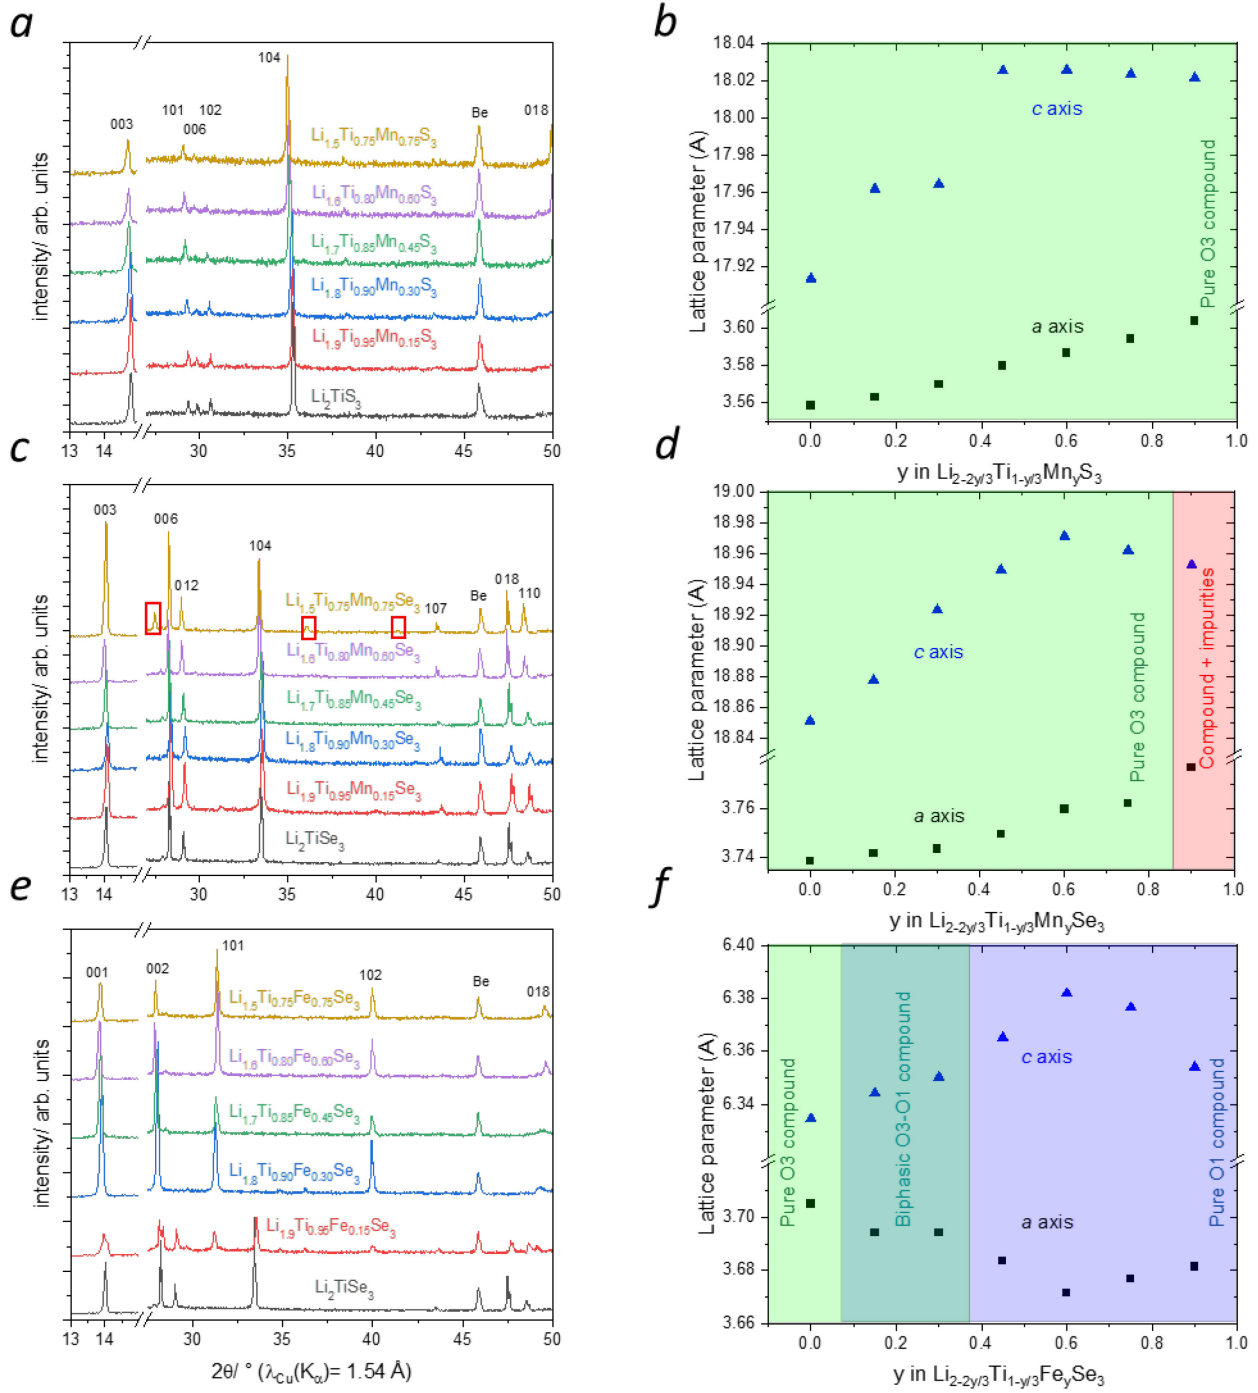 a
b
003
101
006
102
104
Be
018
Li1.5Ti0.75Mn0.75S3
Li1.6Ti0.80Mn0.60S3
Li1.7Ti0.85Mn0.45S3
Li1.8Ti0.90Mn0.30S3
Li1.9Ti0.95Mn0.15S3
Li2TiS3
intensity/ arb. units
13 14 30 35 40 45 50
18.04
18.02
18.00
17.98
17.96
17.94
17.92
3.60
3.58
3.56
Lattice parameter (A)
c axis
a axis
Pure O3 compound
0.0 0.2 0.4 0.6 0.8 1.0
y in Li2-2y/3Ti1-y/3MnyS3
c
d
003
006
012
104
107
Be
018
110
Li1.5Ti0.75Mn0.75Se3
Li1.6Ti0.80Mn0.60Se3
Li1.7Ti0.85Mn0.45Se3
Li1.8Ti0.90Mn0.30Se3
Li1.9Ti0.95Mn0.15Se3
Li2TiSe3
intensity/ arb. units
13 14 30 35 40 45 50
19.00
18.98
18.96
18.94
18.92
18.90
18.88
18.86
18.84
3.76
3.74
Lattice parameter (A)
c axis
a axis
Pure O3 compound
Compound + impurities
0.0 0.2 0.4 0.6 0.8 1.0
y in Li2-2y/3Ti1-y/3MnySe3
e
f
001
002
101
102
Be
018
Li1.5Ti0.75Fe0.75Se3
Li1.6Ti0.80Fe0.60Se3
Li1.7Ti0.85Fe0.45Se3
Li1.8Ti0.90Fe0.30Se3
Li1.9Ti0.95Fe0.15Se3
Li2TiSe3
intensity/ arb. units
13 14 30 35 40 45 50
2θ/ ° (λCu(Kα)= 1.54 Å)
6.40
6.38
6.36
6.34
3.70
3.68
3.66
Lattice parameter (A)
c axis
a axis
Pure O3 compound
Biphasic O3-O1 compound
Pure O1 compound
0.0 0.2 0.4 0.6 0.8 1.0
y in Li2-2y/3Ti1-y/3FeySe3